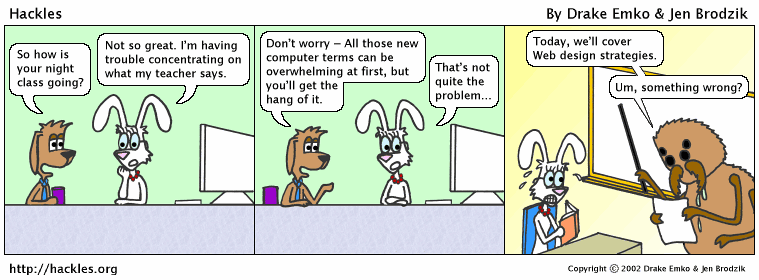 Hackles
By Drake Emko & Jen Brodzik
So how is
your night
class going?
Not so great. I'm having
trouble concentrating on
what my teacher says.
Don't worry – All those new
computer terms can be
overwhelming at first, but
you'll get the
hang of it.
That's not
quite the
problem...
Today, we'll cover
Web design strategies.
Um, something wrong?
http://hackles.org
Copyright © 2002 Drake Emko & Jen Brodzik